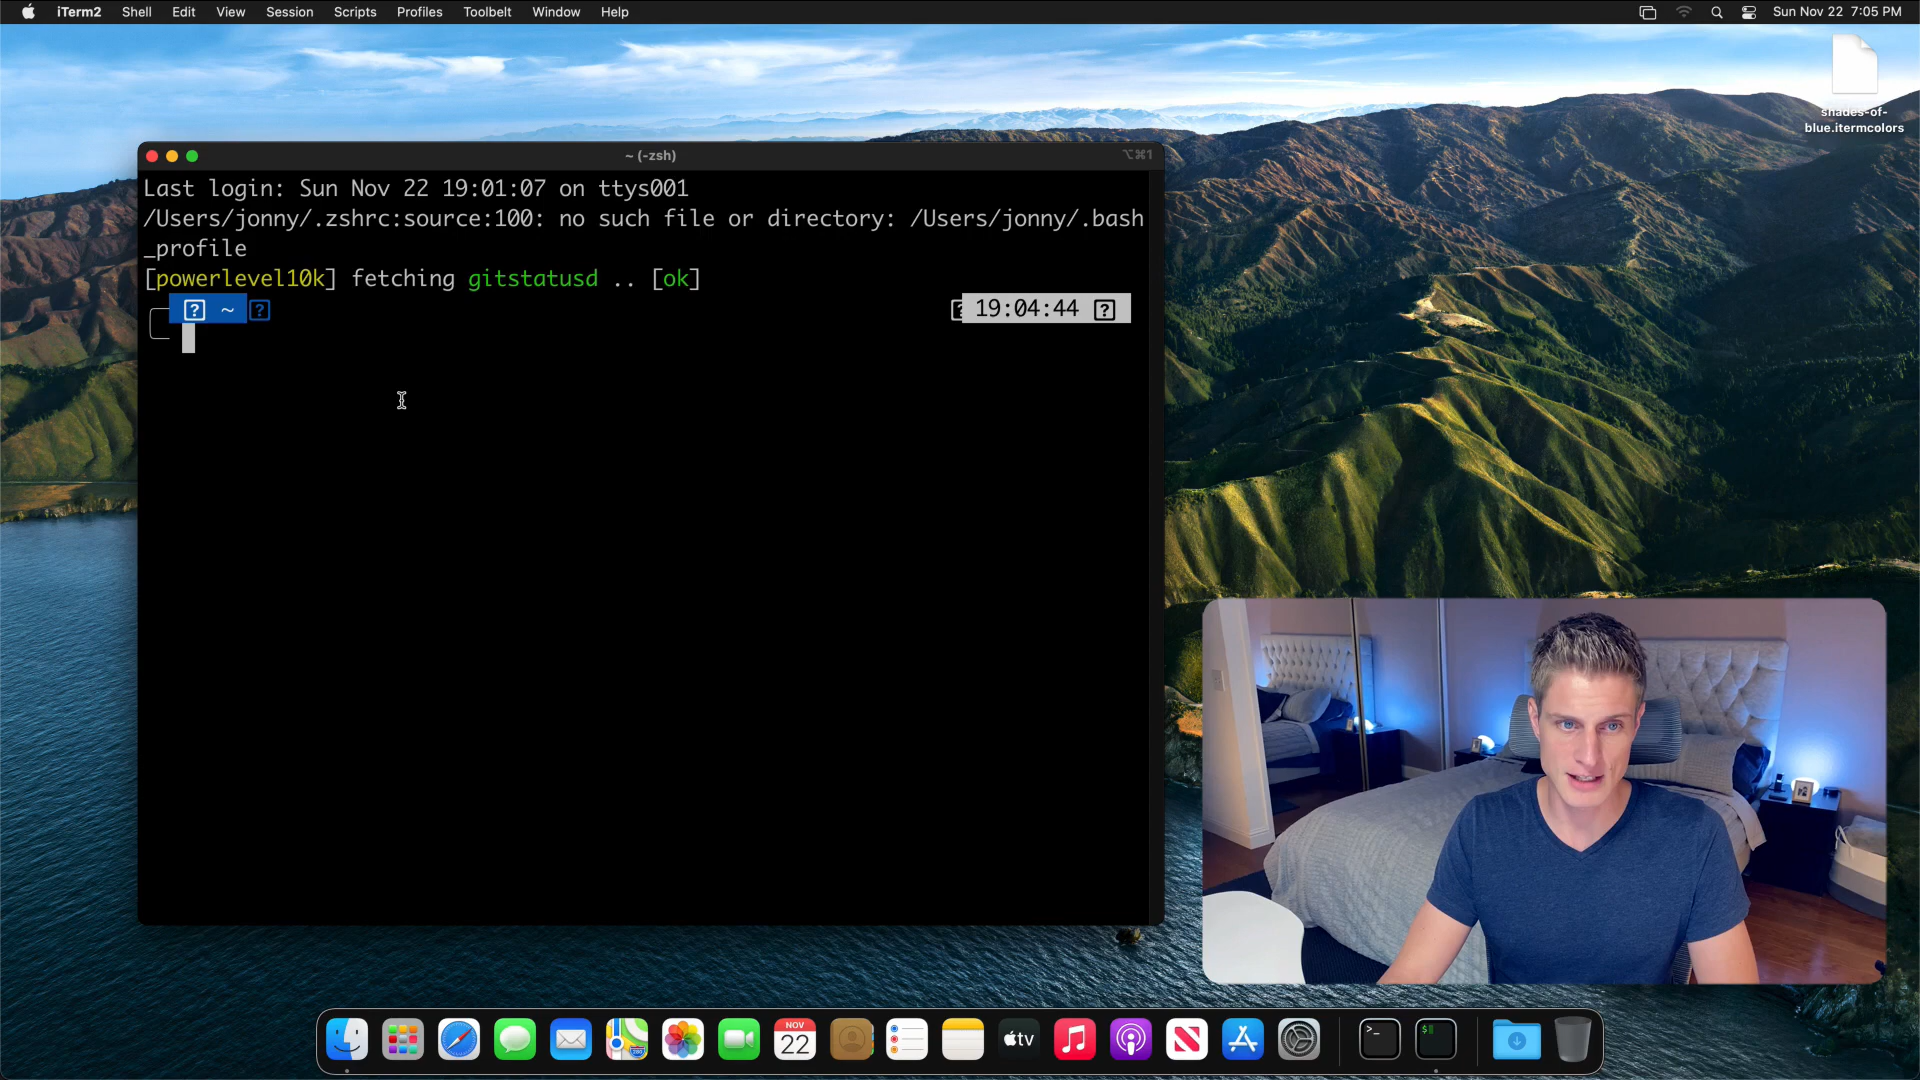 iTerm2 Shell Edit View Session Scripts Profiles Toolbelt Window Help Sun Nov 22 7:05 PM
shades-of-
blue.itermcolors
~ (-zsh) ⌥⌘1
Last login: Sun Nov 22 19:01:07 on ttys001
/Users/jonny/.zshrc:source:100: no such file or directory: /Users/jonny/.bash
_profile
[powerlevel10k] fetching gitstatusd .. [ok]
? ~ ? ? 19:04:44 ?
NOV
22
tv
>_
$
280